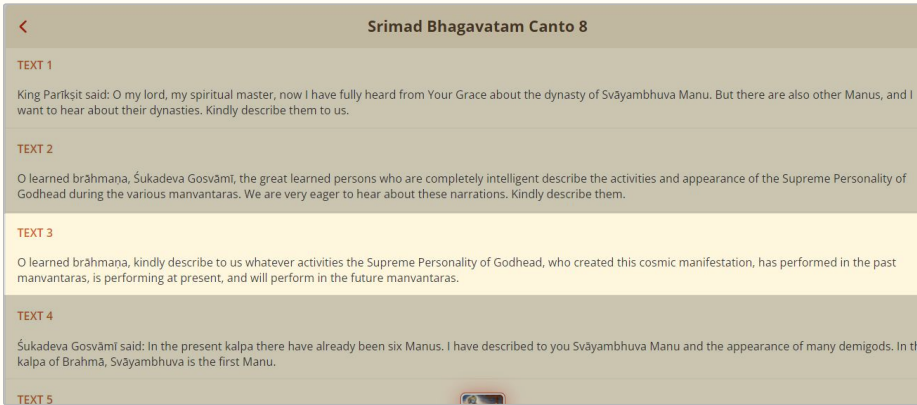 Srimad Bhagavatam Canto 8
TEXT 1
King Parīkṣit said: O my lord, my spiritual master, now I have fully heard from Your Grace about the dynasty of Svāyambhuva Manu. But there are also other Manus, and I
want to hear about their dynasties. Kindly describe them to us.
TEXT 2
O learned brāhmaṇa, Śukadeva Gosvāmī, the great learned persons who are completely intelligent describe the activities and appearance of the Supreme Personality of
Godhead during the various manvantaras. We are very eager to hear about these narrations. Kindly describe them.
TEXT 3
O learned brāhmaṇa, kindly describe to us whatever activities the Supreme Personality of Godhead, who created this cosmic manifestation, has performed in the past
manvantaras, is performing at present, and will perform in the future manvantaras.
TEXT 4
Śukadeva Gosvāmī said: In the present kalpa there have already been six Manus. I have described to you Svāyambhuva Manu and the appearance of many demigods. In
kalpa of Brahmā, Svāyambhuva is the first Manu.
TEXT 5